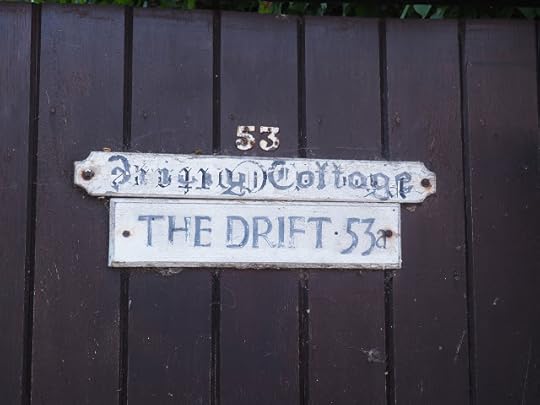 53
Cottage
THE DRIFT · 53a